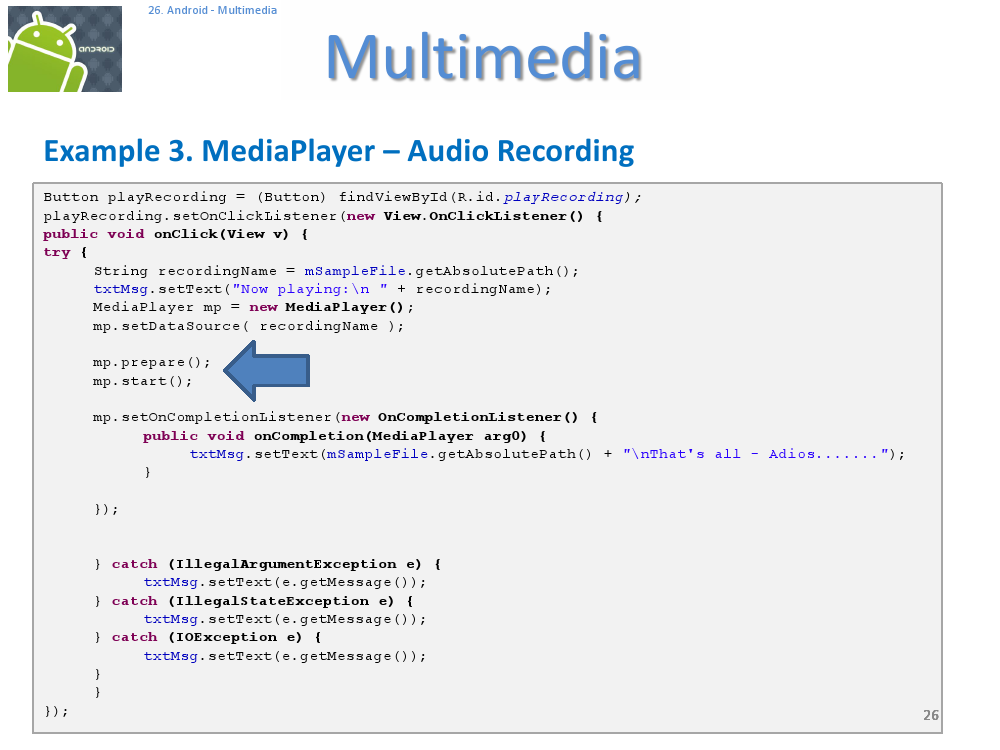 26. Android - Multimedia
ANDROID
Multimedia
Example 3. MediaPlayer – Audio Recording
Button playRecording = (Button) findViewById(R.id.playRecording);
playRecording.setOnClickListener(new View.OnClickListener() {
public void onClick(View v) {
try {
String recordingName = mSampleFile.getAbsolutePath();
txtMsg.setText("Now playing:\n " + recordingName);
MediaPlayer mp = new MediaPlayer();
mp.setDataSource( recordingName );
mp.prepare();
mp.start();
mp.setOnCompletionListener(new OnCompletionListener() {
public void onCompletion(MediaPlayer arg0) {
txtMsg.setText(mSampleFile.getAbsolutePath() + "\nThat's all - Adios.......");
}
});
} catch (IllegalArgumentException e) {
txtMsg.setText(e.getMessage());
} catch (IllegalStateException e) {
txtMsg.setText(e.getMessage());
} catch (IOException e) {
txtMsg.setText(e.getMessage());
}
}
});
26